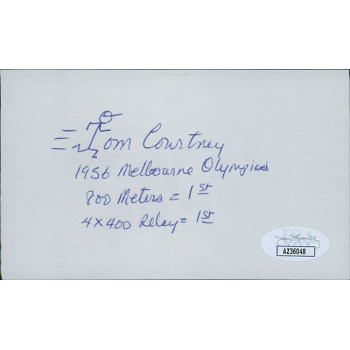 Tom Courtney
1956 Melbourne Olympics
800 Meters = 1st
4x400 Relay = 1st
AZ36048